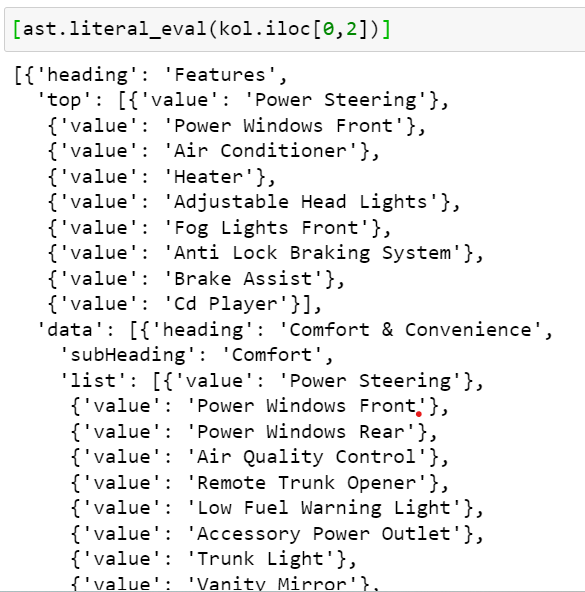 [ast.literal_eval(kol.iloc[0,2])]
[{'heading': 'Features',
'top': [{'value': 'Power Steering'},
{'value': 'Power Windows Front'},
{'value': 'Air Conditioner'},
{'value': 'Heater'},
{'value': 'Adjustable Head Lights'},
{'value': 'Fog Lights Front'},
{'value': 'Anti Lock Braking System'},
{'value': 'Brake Assist'},
{'value': 'Cd Player'}],
'data': [{'heading': 'Comfort & Convenience',
'subHeading': 'Comfort',
'list': [{'value': 'Power Steering'},
{'value': 'Power Windows Front'},
{'value': 'Power Windows Rear'},
{'value': 'Air Quality Control'},
{'value': 'Remote Trunk Opener'},
{'value': 'Low Fuel Warning Light'},
{'value': 'Accessory Power Outlet'},
{'value': 'Trunk Light'},
{'value': 'Vanity Mirror'},